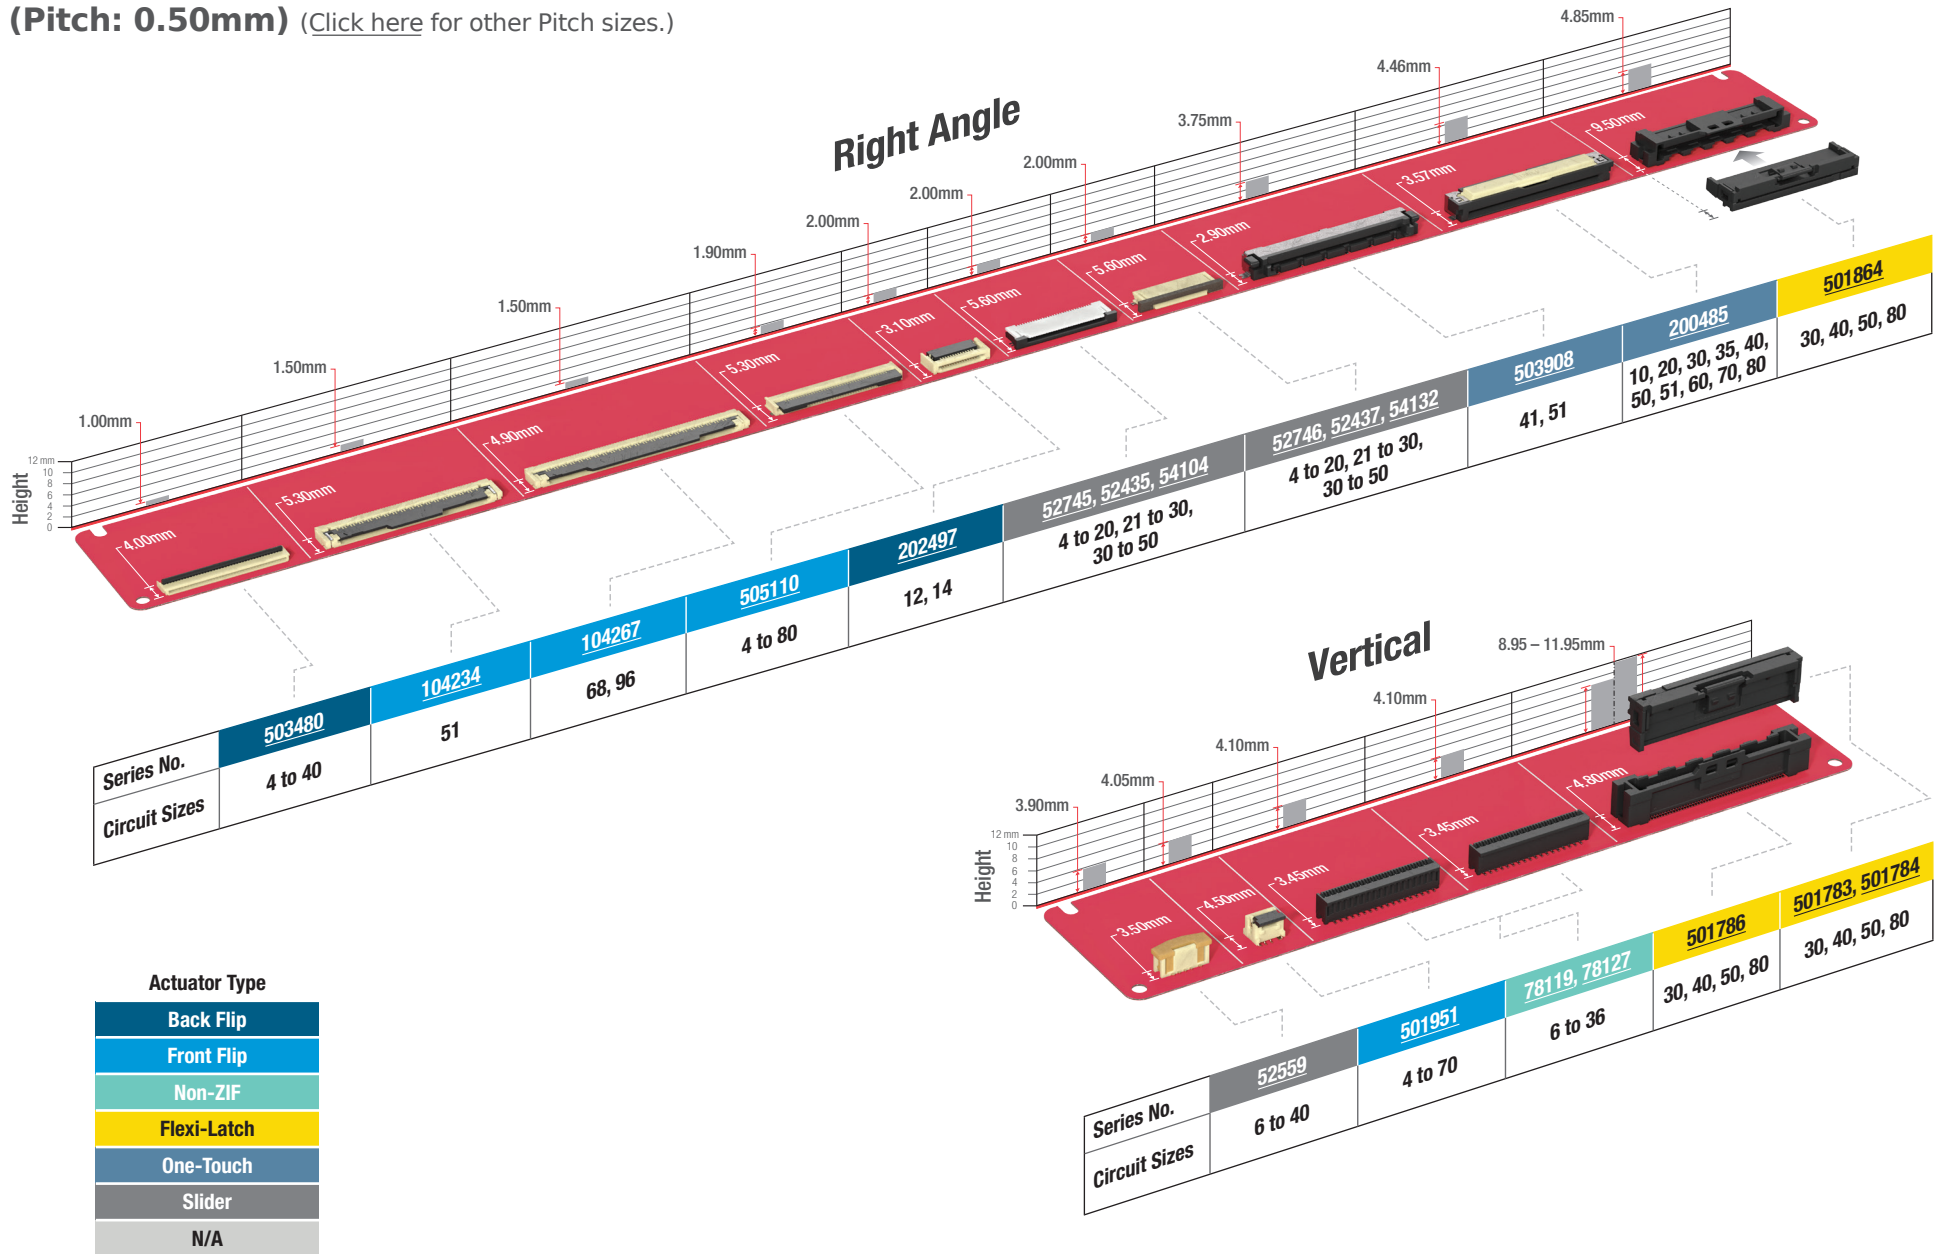 (Pitch: 0.50mm) (Click here for other Pitch sizes.)
Right Angle
1.00mm
1.50mm
1.50mm
1.90mm
2.00mm
2.00mm
2.00mm
3.75mm
4.46mm
4.85mm
Height
12 mm
10
8
6
4
2
0
4.00mm
5.30mm
4.90mm
5.30mm
3.10mm
5.60mm
5.60mm
2.90mm
3.57mm
9.50mm
Series No.
503480
104234
104267
505110
202497
52745, 52435, 54104
52746, 52437, 54132
503908
200485
501864
Circuit Sizes
4 to 40
51
68, 96
4 to 80
12, 14
4 to 20, 21 to 30,
30 to 50
4 to 20, 21 to 30,
30 to 50
41, 51
10, 20, 30, 35, 40,
50, 51, 60, 70, 80
30, 40, 50, 80
Vertical
3.90mm
4.05mm
4.10mm
4.10mm
8.95 – 11.95mm
Height
12 mm
10
8
6
4
2
0
3.50mm
4.50mm
3.45mm
3.45mm
4.80mm
Series No.
52559
501951
78119, 78127
501786
501783, 501784
Circuit Sizes
6 to 40
4 to 70
6 to 36
30, 40, 50, 80
30, 40, 50, 80
Actuator Type
Back Flip
Front Flip
Non-ZIF
Flexi-Latch
One-Touch
Slider
N/A